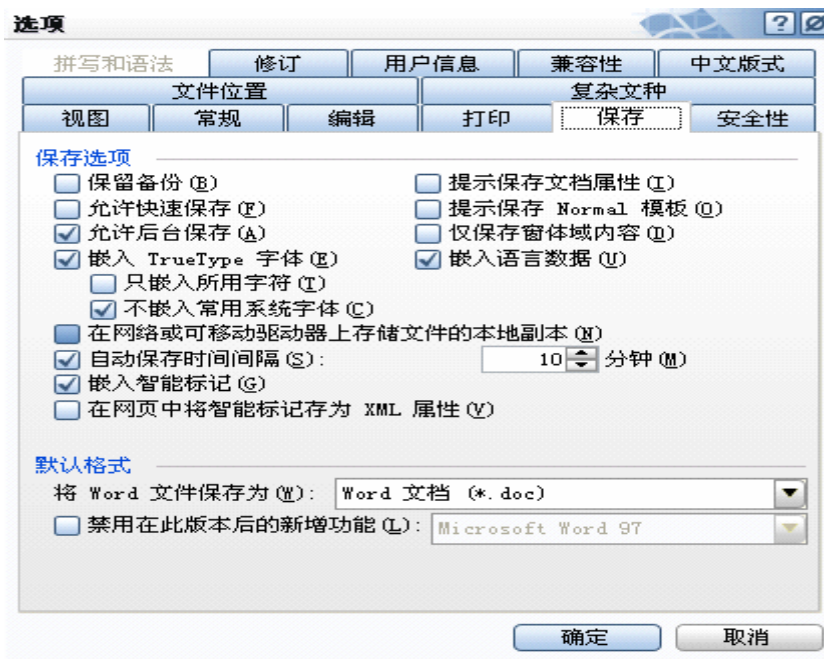 选项
拼写和语法 修订 用户信息 兼容性 中文版式
文件位置 复杂文种
视图 常规 编辑 打印 保存 安全性
保存选项
保留备份(B) 提示保存文档属性(I)
允许快速保存(F) 提示保存 Normal 模板(O)
允许后台保存(A) 仅保存窗体域内容(D)
嵌入 TrueType 字体(E) 嵌入语言数据(U)
只嵌入所用字符(T)
不嵌入常用系统字体(C)
在网络或可移动驱动器上存储文件的本地副本(N)
自动保存时间间隔(S): 10 分钟(M)
嵌入智能标记(G)
在网页中将智能标记存为 XML 属性(V)
默认格式
将 Word 文件保存为(W): Word 文档 (*.doc)
禁用在此版本后的新增功能(L): Microsoft Word 97
确定 取消